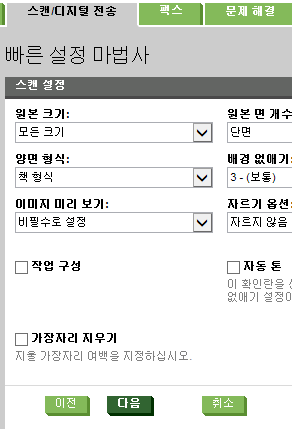 스캔/디지털 전송 팩스 문제 해결
빠른 설정 마법사
스캔 설정
원본 크기: 원본 면 개수
모든 크기 단면
양면 형식: 배경 없애기:
책 형식 3 - (보통)
이미지 미리 보기: 자르기 옵션:
비필수로 설정 자르지 않음
작업 구성 자동 톤
이 확인란을
없애기 설정이
가장자리 지우기
지울 가장자리 여백을 지정하십시오.
이전 다음 취소